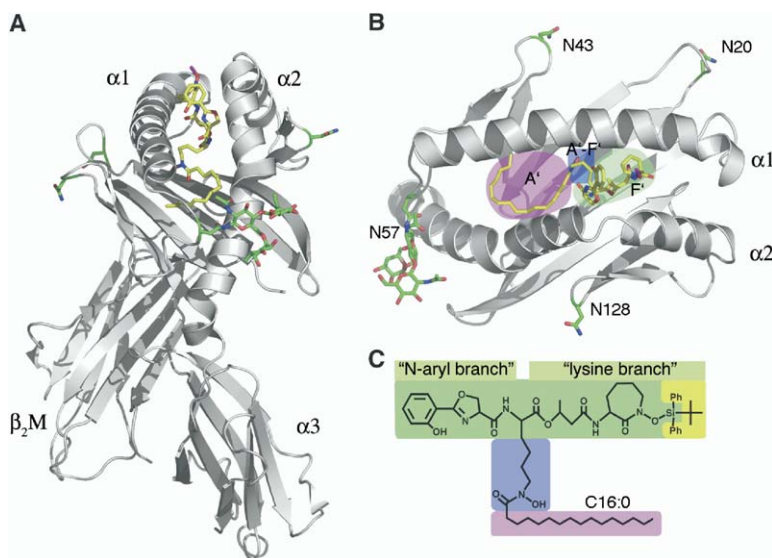 A
α1
α2
β2M
α3
B
N43
N20
α1
A'
A'-F'
F'
N57
α2
N128
C
"N-aryl branch" "lysine branch"
O H O O O Ph
N N O N N O Si
OH O H O Ph
N OH
O C16:0